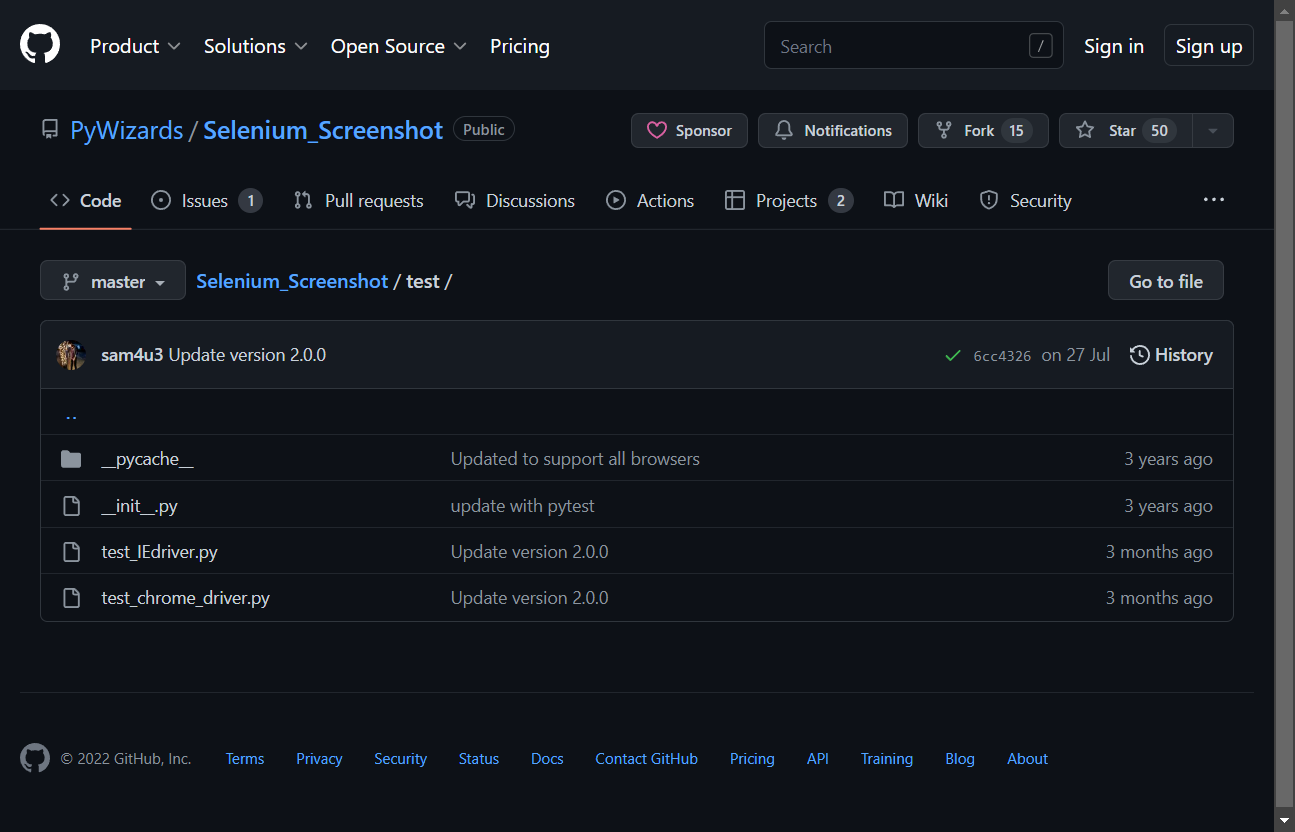 Product Solutions Open Source Pricing Search / Sign in Sign up
PyWizards / Selenium_Screenshot Public Sponsor Notifications Fork 15 Star 50
Code Issues 1 Pull requests Discussions Actions Projects 2 Wiki Security ...
master Selenium_Screenshot / test / Go to file
sam4u3 Update version 2.0.0 6cc4326 on 27 Jul History
..
__pycache__ Updated to support all browsers 3 years ago
__init__.py update with pytest 3 years ago
test_IEdriver.py Update version 2.0.0 3 months ago
test_chrome_driver.py Update version 2.0.0 3 months ago
© 2022 GitHub, Inc. Terms Privacy Security Status Docs Contact GitHub Pricing API Training Blog About